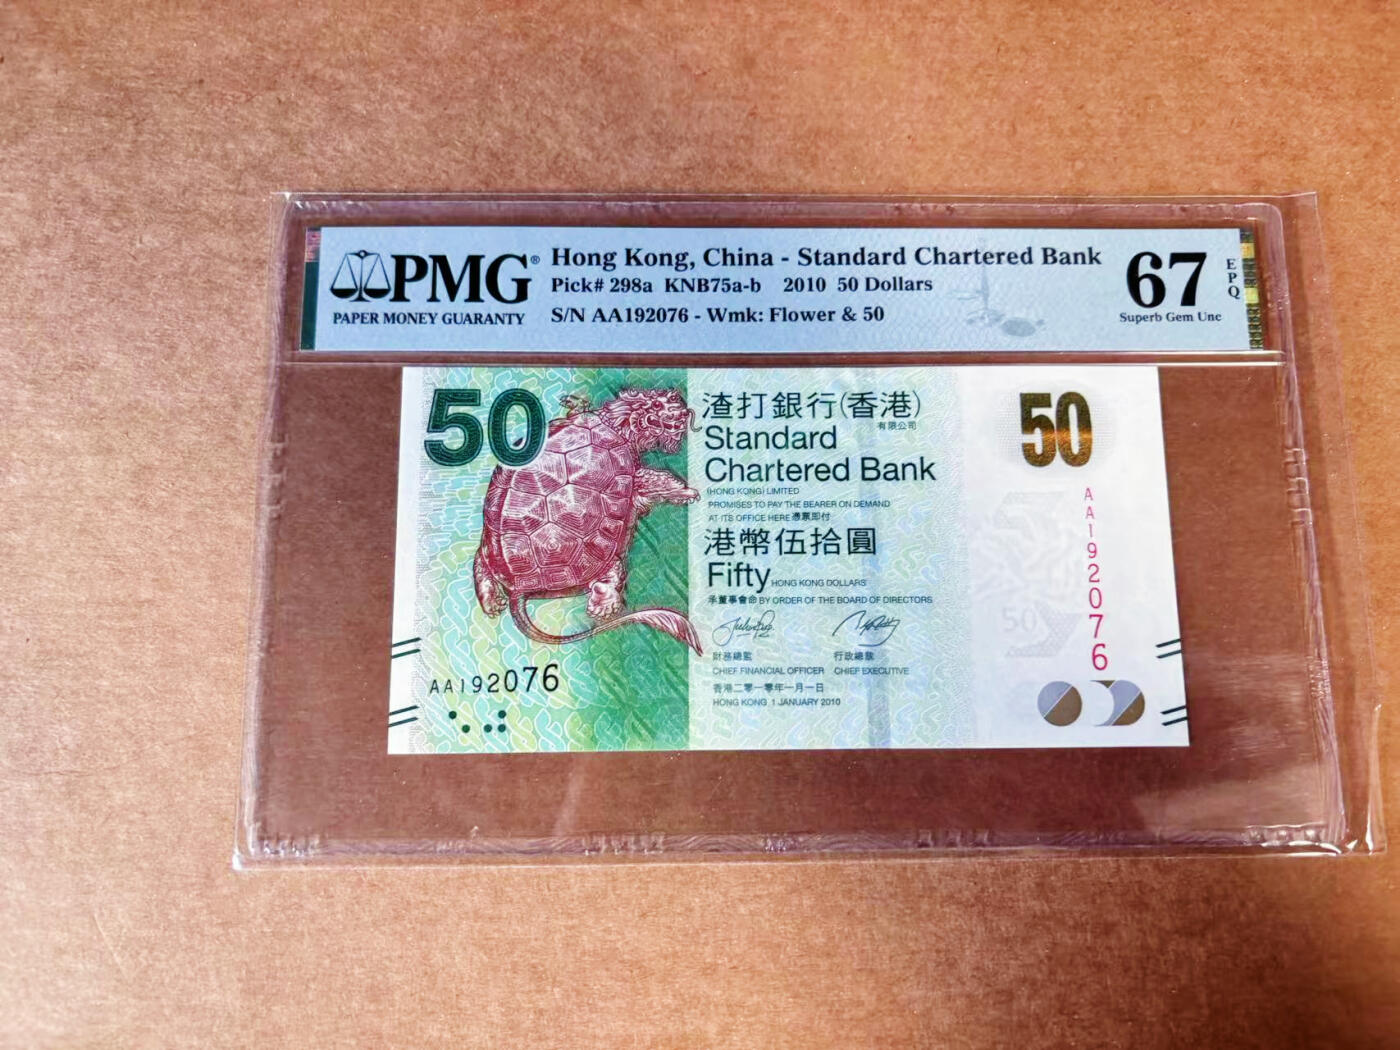 PMG®
PAPER MONEY GUARANTY
Hong Kong, China - Standard Chartered Bank
Pick# 298a KNB75a-b 2010 50 Dollars
S/N AA192076 - Wmk: Flower & 50
67
EPQ
Superb Gem Unc
50
渣打銀行(香港)
有限公司
Standard
Chartered Bank
(HONG KONG) LIMITED
PROMISES TO PAY THE BEARER ON DEMAND
AT ITS OFFICE HERE 憑票即付
港幣伍拾圓
Fifty HONG KONG DOLLARS
承董事會命 BY ORDER OF THE BOARD OF DIRECTORS
財務總監 行政總裁
CHIEF FINANCIAL OFFICER CHIEF EXECUTIVE
香港二零一零年一月一日
HONG KONG 1 JANUARY 2010
AA192076
50
AA192076
50